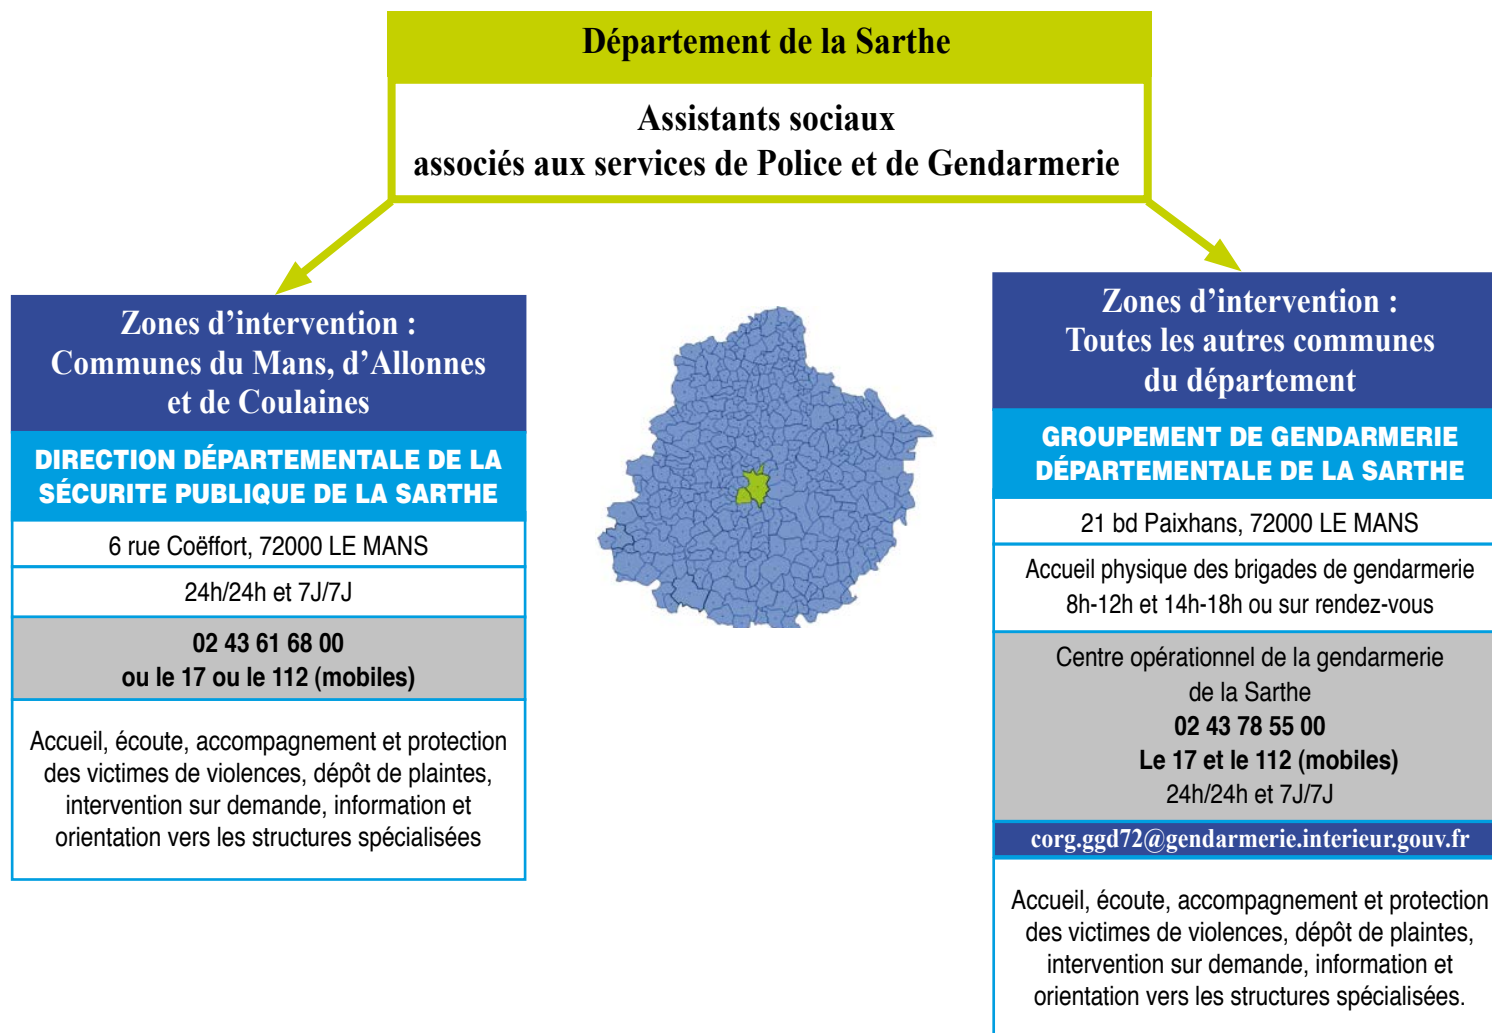 Département de la Sarthe
Assistants sociaux
associés aux services de Police et de Gendarmerie
Zones d’intervention :
Communes du Mans, d’Allonnes
et de Coulaines
DIRECTION DÉPARTEMENTALE DE LA
SÉCURITE PUBLIQUE DE LA SARTHE
6 rue Coëffort, 72000 LE MANS
24h/24h et 7J/7J
02 43 61 68 00
ou le 17 ou le 112 (mobiles)
Accueil, écoute, accompagnement et protection
des victimes de violences, dépôt de plaintes,
intervention sur demande, information et
orientation vers les structures spécialisées
Zones d’intervention :
Toutes les autres communes
du département
GROUPEMENT DE GENDARMERIE
DÉPARTEMENTALE DE LA SARTHE
21 bd Paixhans, 72000 LE MANS
Accueil physique des brigades de gendarmerie
8h-12h et 14h-18h ou sur rendez-vous
Centre opérationnel de la gendarmerie
de la Sarthe
02 43 78 55 00
Le 17 et le 112 (mobiles)
24h/24h et 7J/7J
corg.ggd72@gendarmerie.interieur.gouv.fr
Accueil, écoute, accompagnement et protection
des victimes de violences, dépôt de plaintes,
intervention sur demande, information et
orientation vers les structures spécialisées.